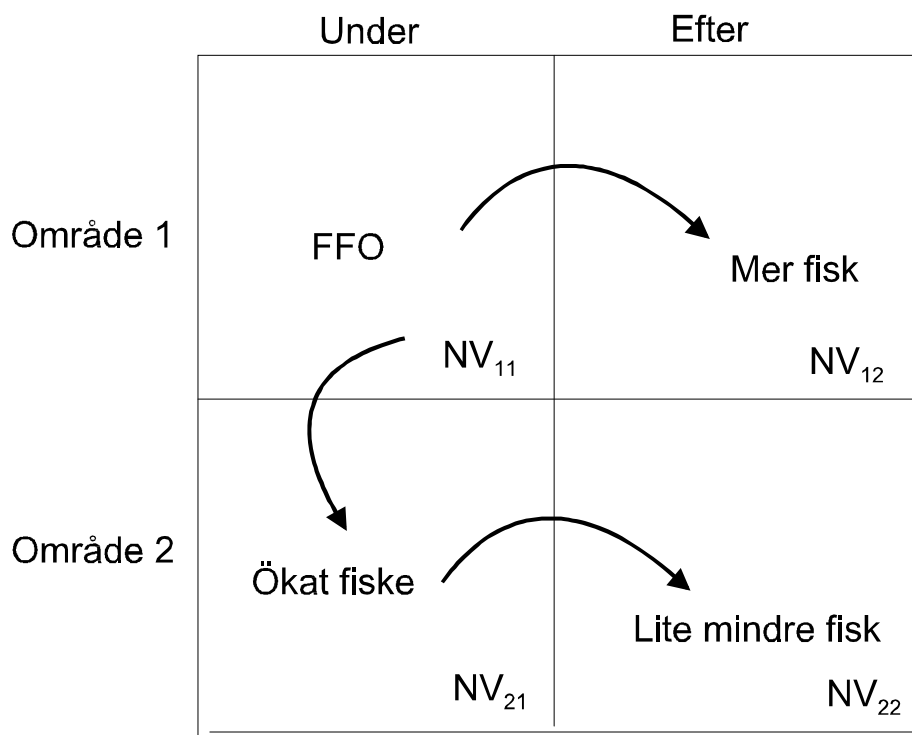 Under Efter
Område 1
FFO
Mer fisk
NV₁₁
NV₁₂
Område 2
Ökat fiske
Lite mindre fisk
NV₂₁
NV₂₂